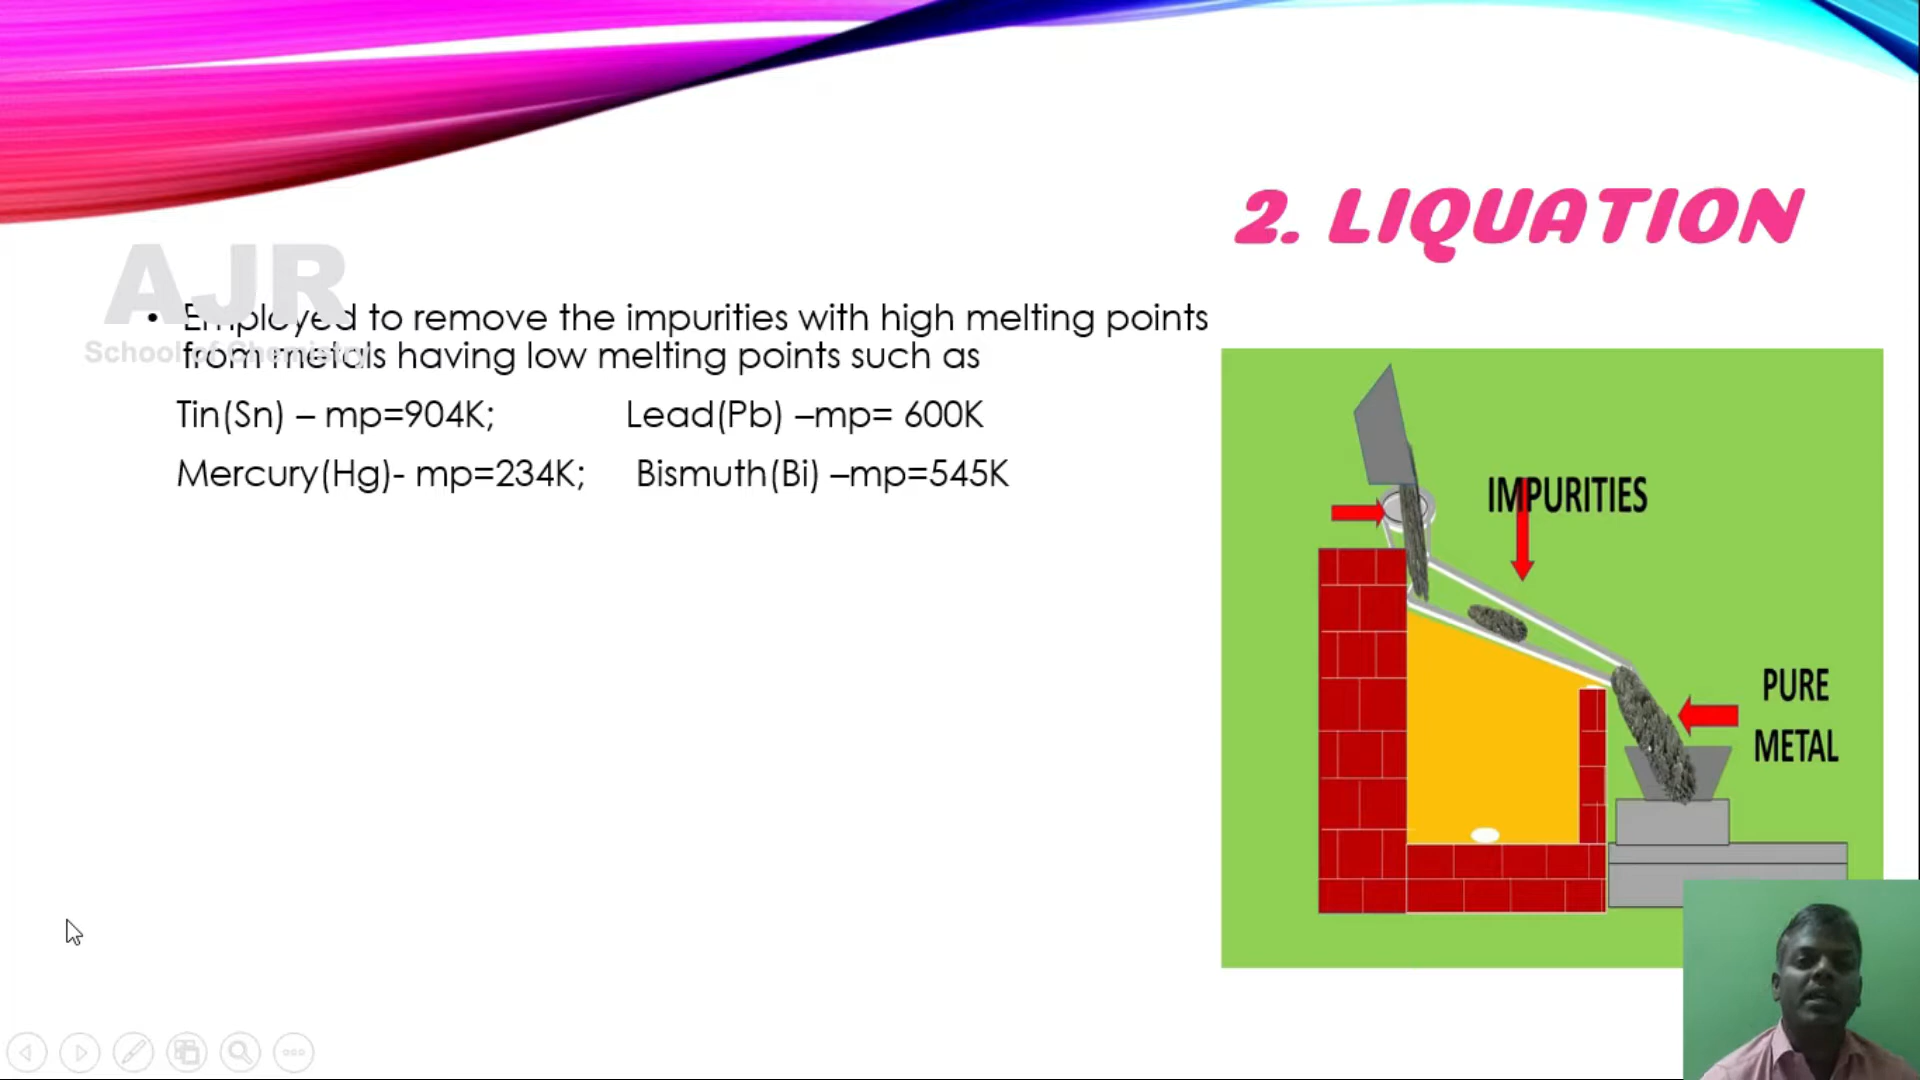 2. LIQUATION
AJR
School of Chemistry
• Employed to remove the impurities with high melting points
from metals having low melting points such as
Tin(Sn) – mp=904K; Lead(Pb) –mp= 600K
Mercury(Hg)- mp=234K; Bismuth(Bi) –mp=545K
IMPURITIES
PURE
METAL